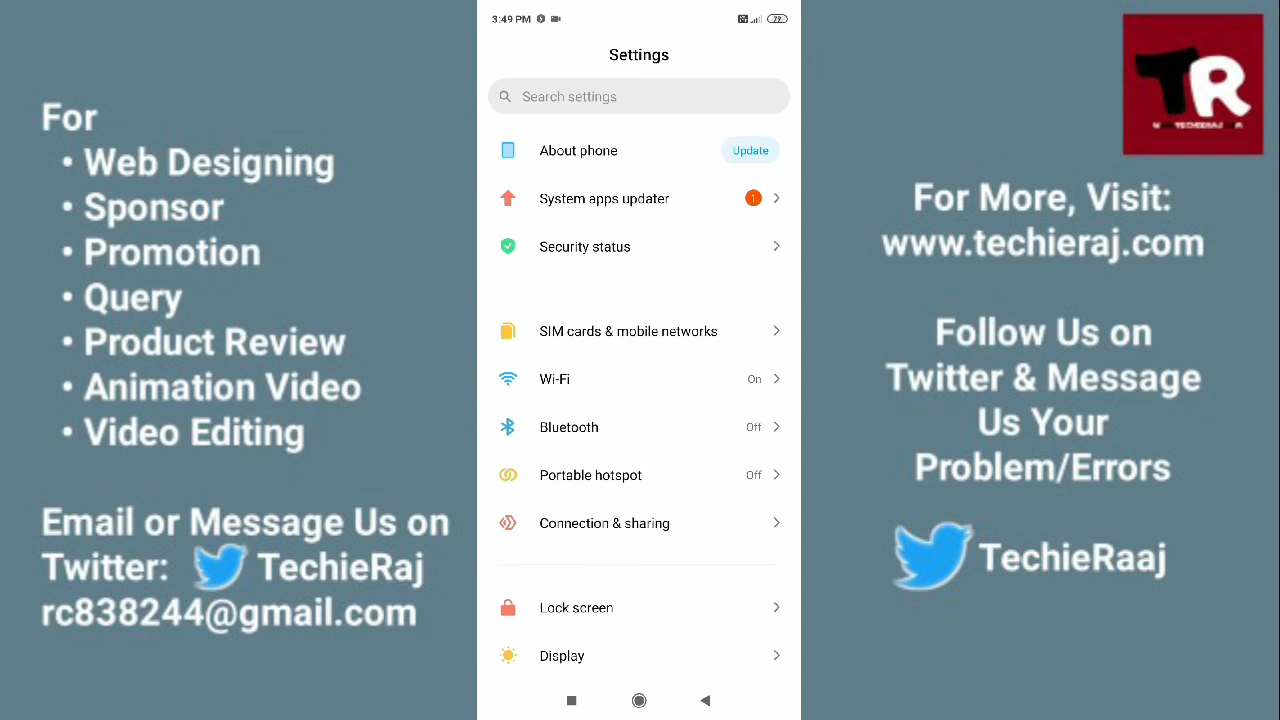 For
• Web Designing
• Sponsor
• Promotion
• Query
• Product Review
• Animation Video
• Video Editing
Email or Message Us on
Twitter: TechieRaj
rc838244@gmail.com
3:49 PM
79
Settings
Search settings
About phone
Update
System apps updater
1
Security status
SIM cards & mobile networks
Wi-Fi
On
Bluetooth
Off
Portable hotspot
Off
Connection & sharing
Lock screen
Display
TR
For More, Visit:
www.techieraj.com
Follow Us on
Twitter & Message
Us Your
Problem/Errors
TechieRaaj